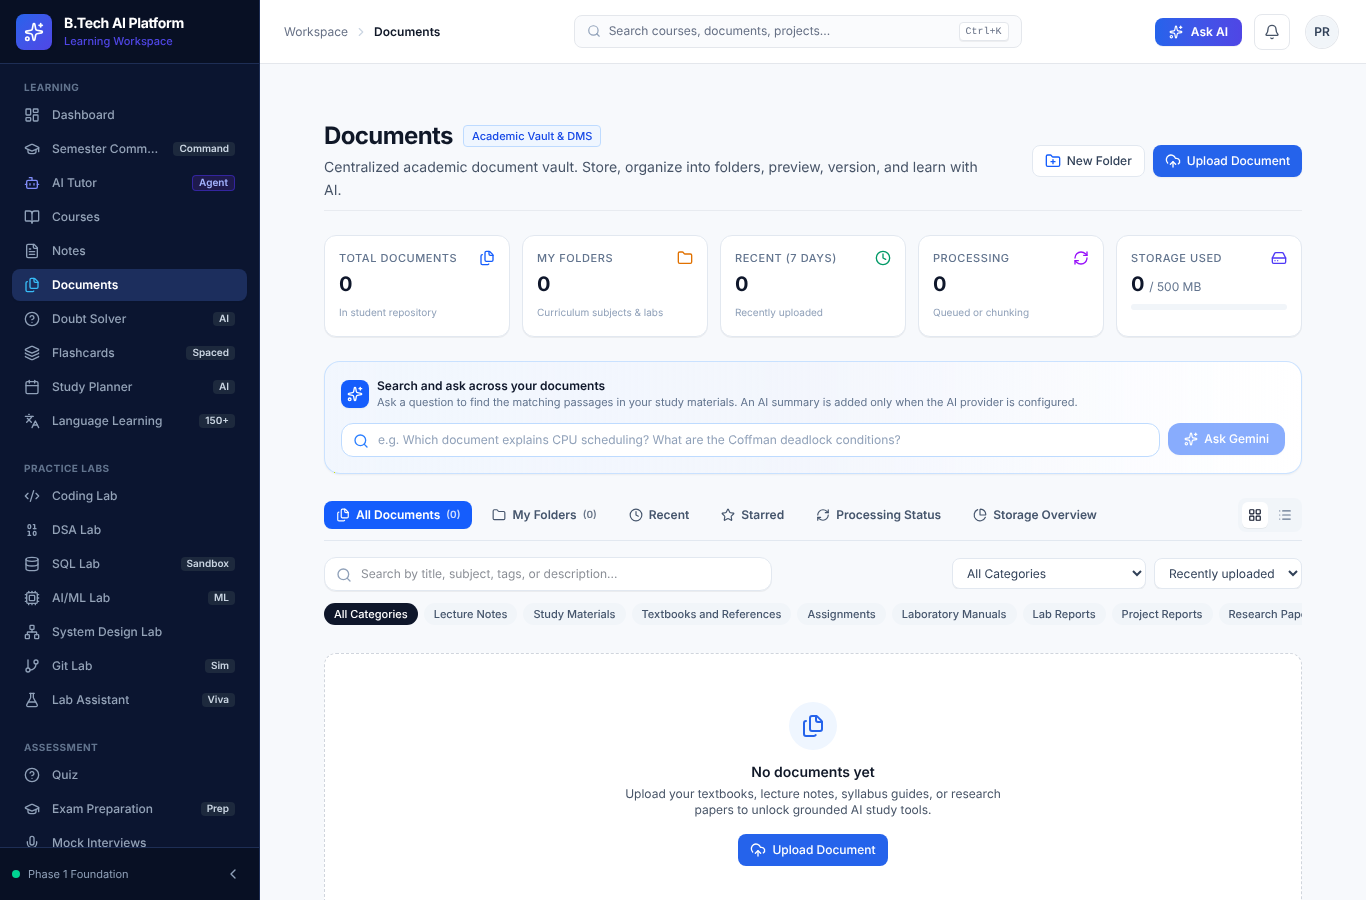 B.Tech AI Platform
Learning Workspace
LEARNING
Dashboard
Semester Comm... Command
AI Tutor Agent
Courses
Notes
Documents
Doubt Solver AI
Flashcards Spaced
Study Planner AI
Language Learning 150+
PRACTICE LABS
Coding Lab
DSA Lab
SQL Lab Sandbox
AI/ML Lab ML
System Design Lab
Git Lab Sim
Lab Assistant Viva
ASSESSMENT
Quiz
Exam Preparation Prep
Mock Interviews
Phase 1 Foundation
Workspace Documents
Search courses, documents, projects... Ctrl+K
Ask AI
PR
Documents Academic Vault & DMS
Centralized academic document vault. Store, organize into folders, preview, version, and learn with
AI.
New Folder Upload Document
TOTAL DOCUMENTS
0
In student repository
MY FOLDERS
0
Curriculum subjects & labs
RECENT (7 DAYS)
0
Recently uploaded
PROCESSING
0
Queued or chunking
STORAGE USED
0 / 500 MB
Search and ask across your documents
Ask a question to find the matching passages in your study materials. An AI summary is added only when the AI provider is configured.
e.g. Which document explains CPU scheduling? What are the Coffman deadlock conditions? Ask Gemini
All Documents (0) My Folders (0) Recent Starred Processing Status Storage Overview
Search by title, subject, tags, or description... All Categories Recently uploaded
All Categories Lecture Notes Study Materials Textbooks and References Assignments Laboratory Manuals Lab Reports Project Reports Research Pap
No documents yet
Upload your textbooks, lecture notes, syllabus guides, or research
papers to unlock grounded AI study tools.
Upload Document